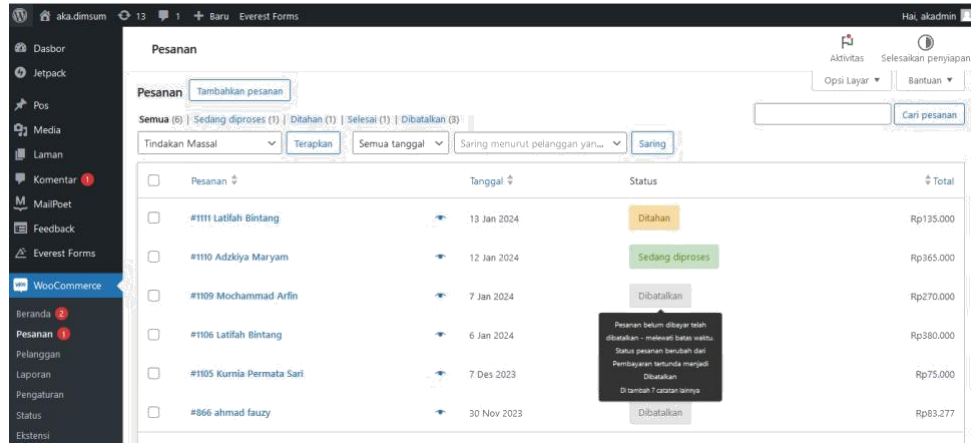 aka.dimsum 13 1 + Baru Everest Forms Hai, akadmin
Dasbor
Jetpack
Pos
Media
Laman
Komentar 1
MailPoet
Feedback
Everest Forms
WooCommerce
Beranda 2
Pesanan 1
Pelanggan
Laporan
Pengaturan
Status
Ekstensi
Pesanan
Aktivitas Selesaikan penyiapan
Opsi Layar Bantuan
Pesanan Tambahkan pesanan
Semua (6) | Sedang diproses (1) | Ditahan (1) | Selesai (1) | Dibatalkan (3)
Cari pesanan
Tindakan Massal Terapkan Semua tanggal Saring menurut pelanggan yan... Saring
Pesanan Tanggal Status Total
#1111 Latifah Bintang 13 Jan 2024 Ditahan Rp135.000
#1110 Adzkiya Maryam 12 Jan 2024 Sedang diproses Rp365.000
#1109 Mochammad Arfin 7 Jan 2024 Dibatalkan Rp270.000
#1106 Latifah Bintang 6 Jan 2024 Rp380.000
Pesanan belum dibayar telah
dibatalkan - melewati batas waktu.
Status pesanan berubah dari
Pembayaran tertunda menjadi
Dibatalkan
Di tambah 7 catatan lainnya
#1105 Kurnia Permata Sari 7 Des 2023 Rp75.000
#866 ahmad fauzy 30 Nov 2023 Dibatalkan Rp83.277